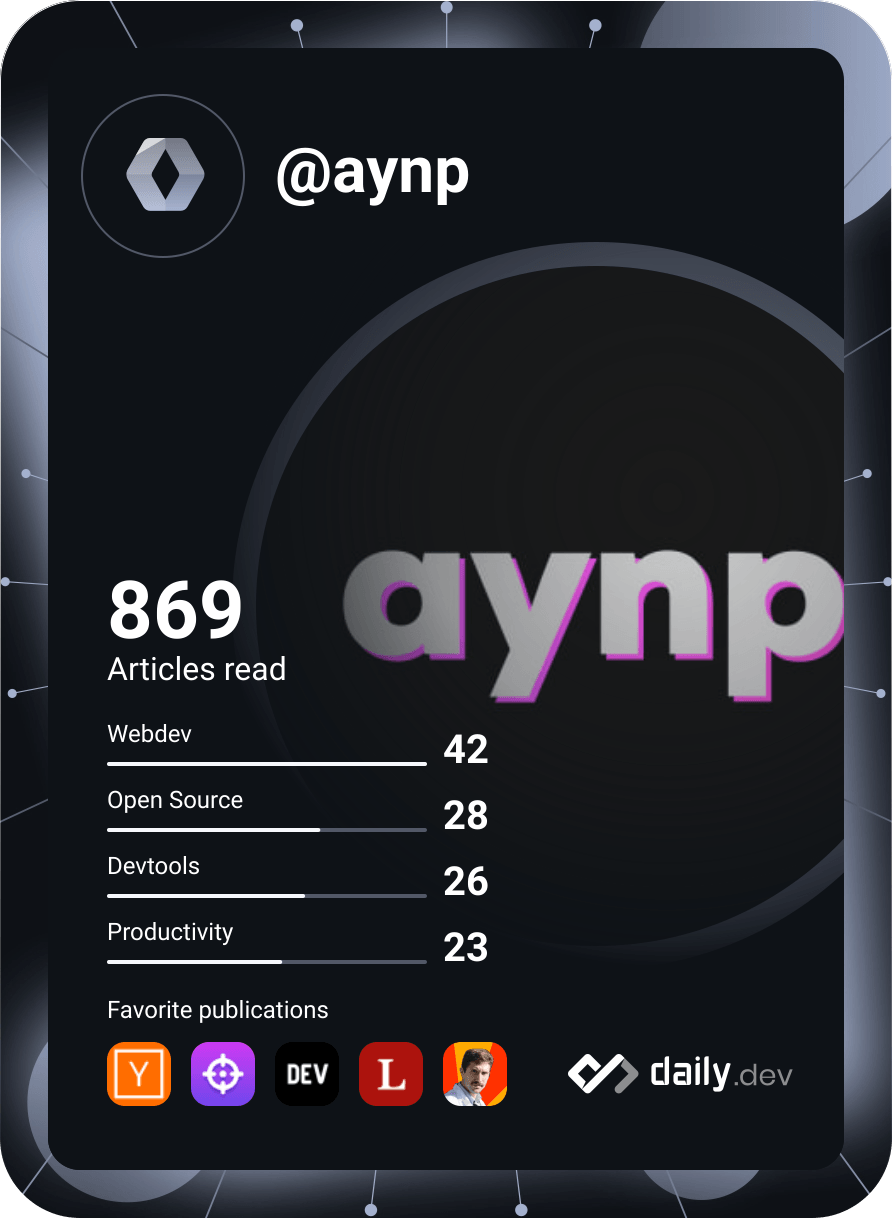 @aynp
aynp
869
Articles read
Webdev
42
Open Source
28
Devtools
26
Productivity
23
Favorite publications
Y
DEV
L
daily.dev